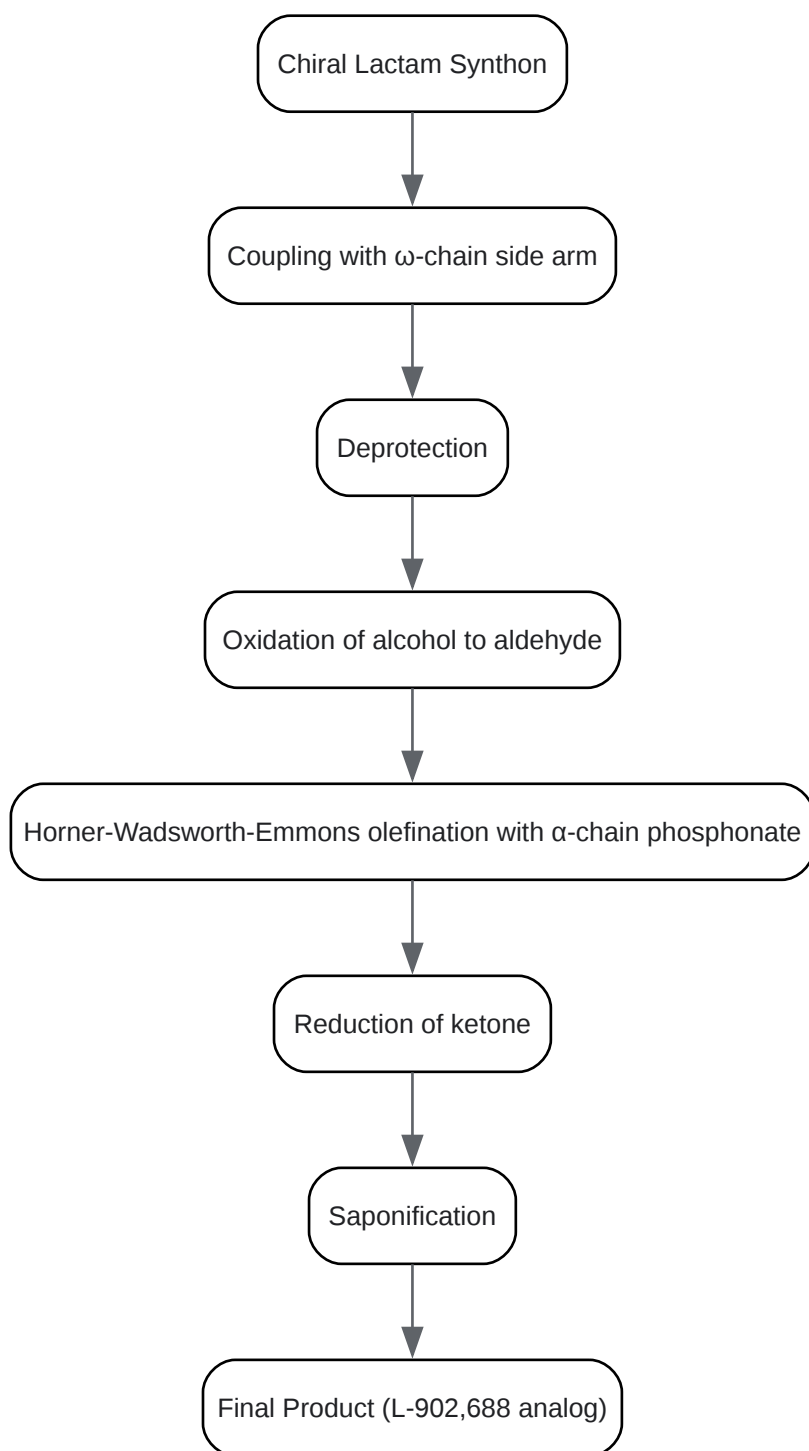 Chiral Lactam Synthon
Coupling with ω-chain side arm
Deprotection
Oxidation of alcohol to aldehyde
Horner-Wadsworth-Emmons olefination with α-chain phosphonate
Reduction of ketone
Saponification
Final Product (L-902,688 analog)